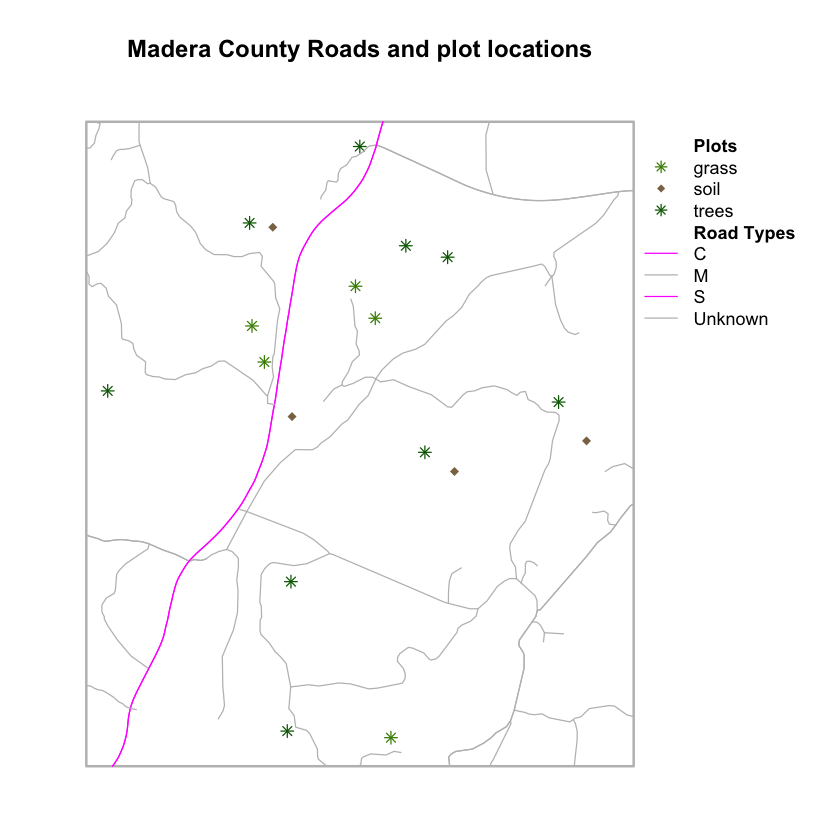 Madera County Roads and plot locations
Plots
grass
soil
trees
Road Types
C
M
S
Unknown